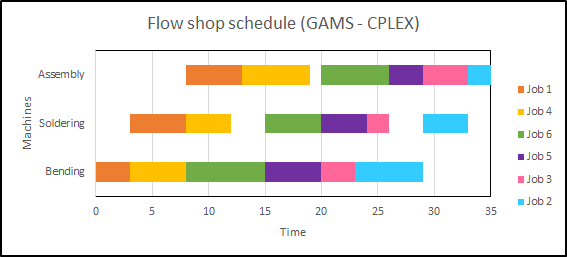 Flow shop schedule (GAMS - CPLEX)
Machines
Assembly
Soldering
Bending
0 5 10 15 20 25 30 35
Time
Job 1
Job 4
Job 6
Job 5
Job 3
Job 2